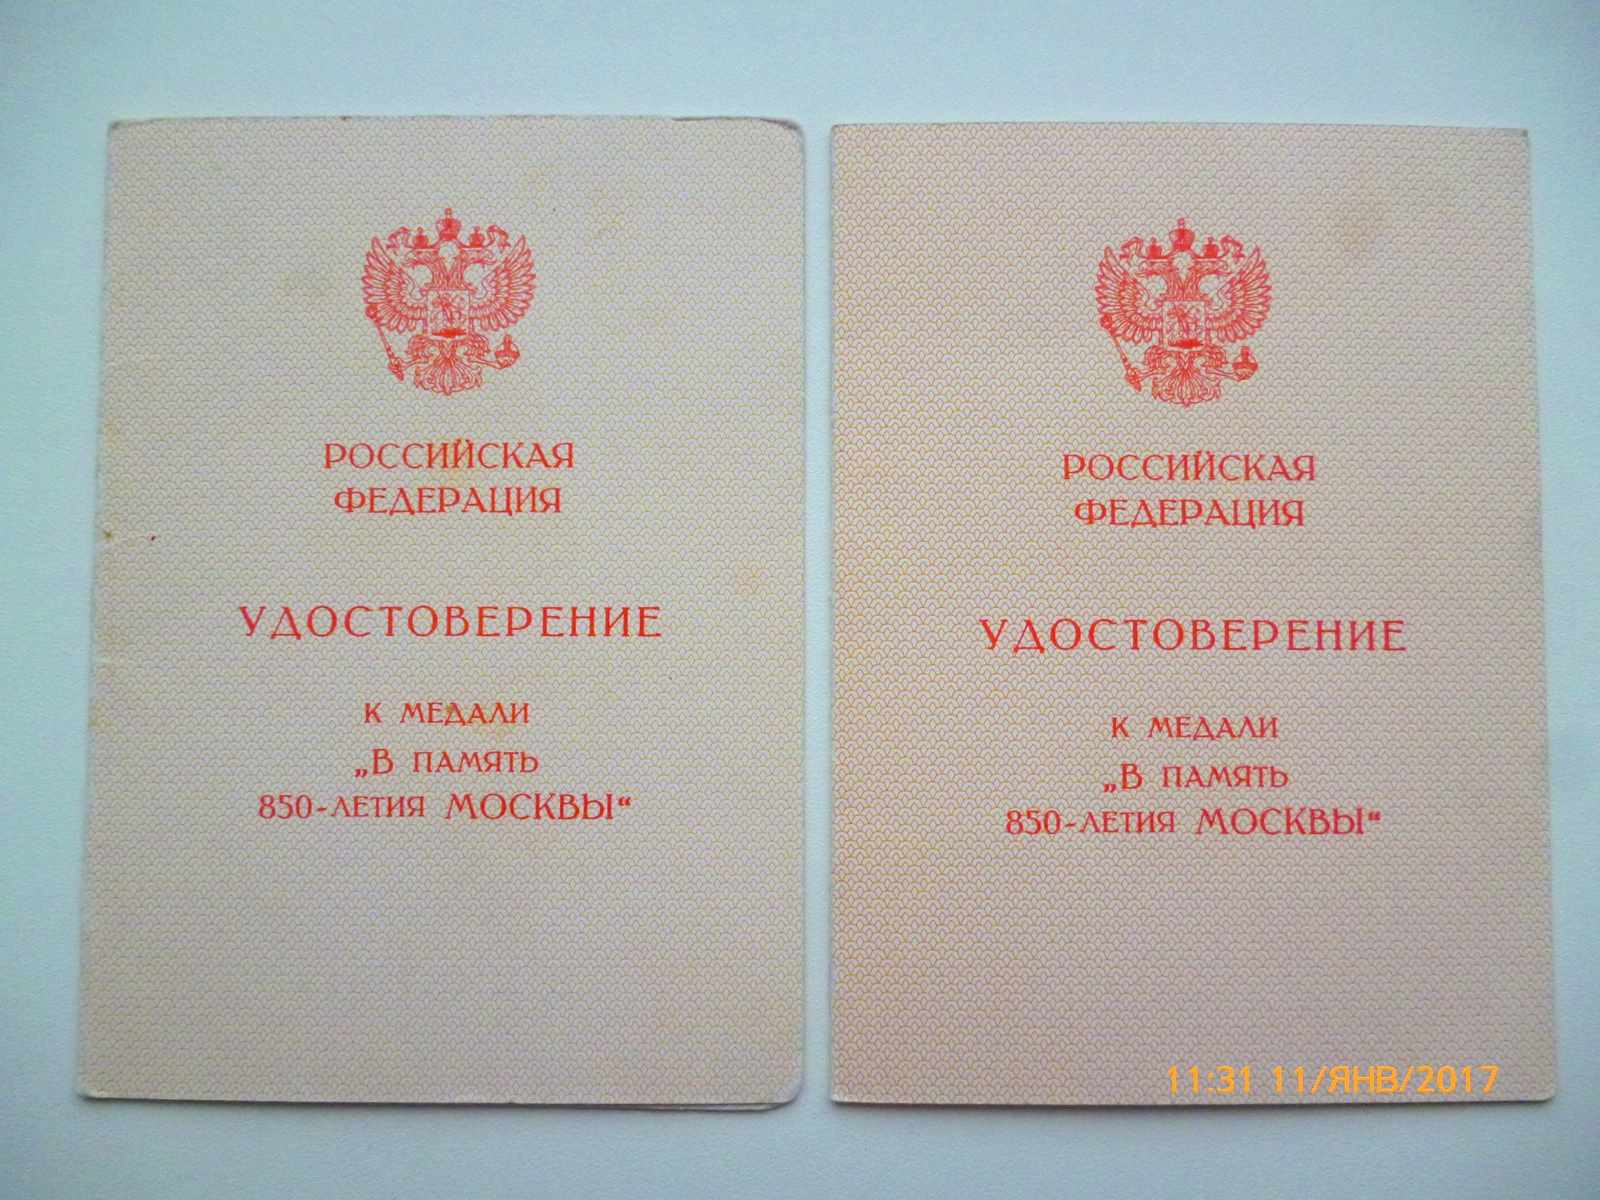 РОССИЙСКАЯ
ФЕДЕРАЦИЯ
УДОСТОВЕРЕНИЕ
К МЕДАЛИ
„В ПАМЯТЬ
850-ЛЕТИЯ МОСКВЫ“
РОССИЙСКАЯ
ФЕДЕРАЦИЯ
УДОСТОВЕРЕНИЕ
К МЕДАЛИ
„В ПАМЯТЬ
850-ЛЕТИЯ МОСКВЫ“
11:31 11/ЯНВ/2017